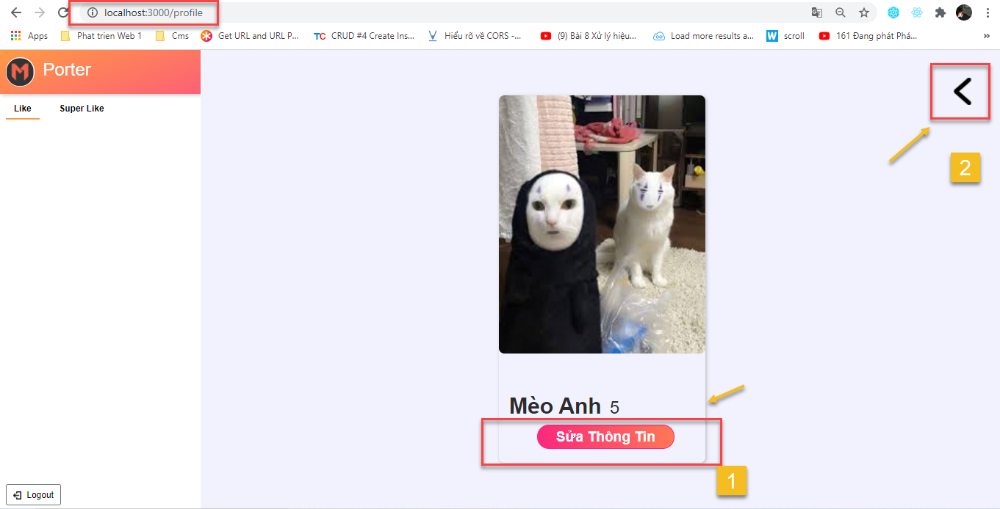 localhost:3000/profile
Apps
Phat trien Web 1
Cms
Get URL and URL P...
TC CRUD #4 Create Ins...
Hiểu rõ về CORS -...
(9) Bài 8 Xử lý hiệu...
Load more results a...
W scroll
161 Đang phát Phá...
»
M Porter
Like Super Like
2
Mèo Anh 5
Sửa Thông Tin
1
Logout